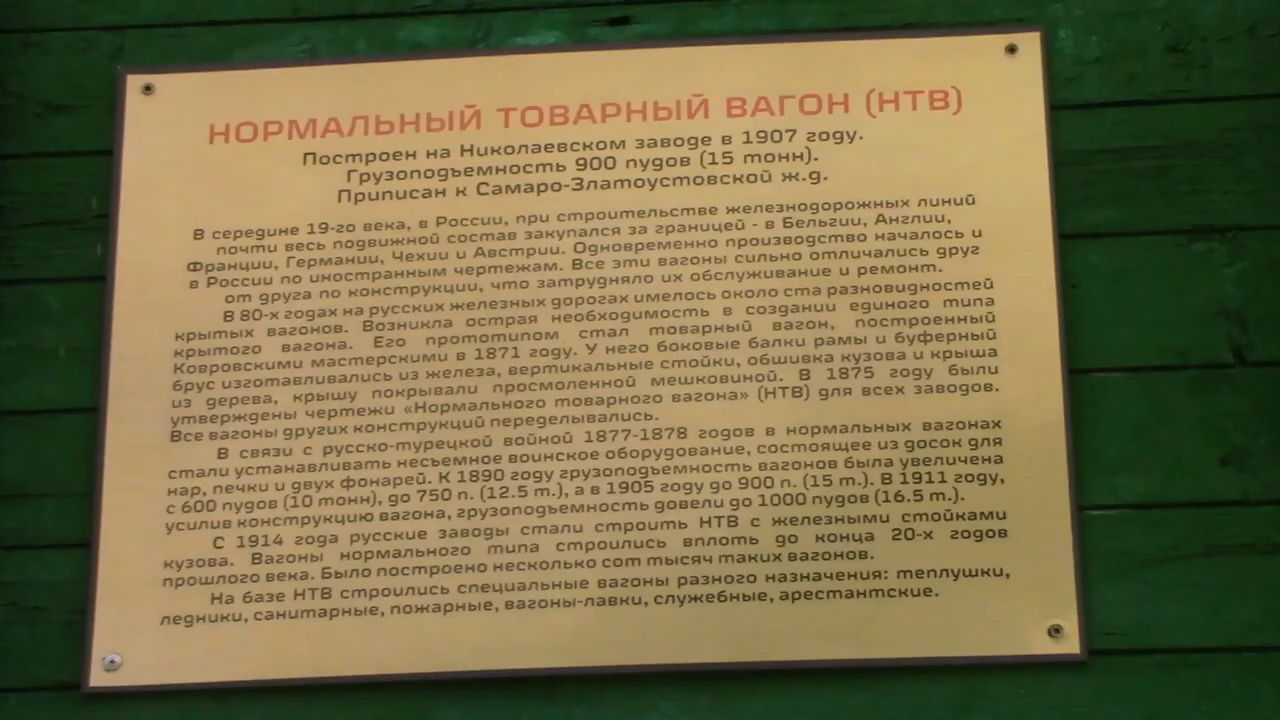 НОРМАЛЬНЫЙ ТОВАРНЫЙ ВАГОН (НТВ)
Построен на Николаевском заводе в 1907 году.
Грузоподъемность 900 пудов (15 тонн).
Приписан к Самаро-Златоустовской ж.д.
В середине 19-го века, в России, при строительстве железнодорожных линий
почти весь подвижной состав закупался за границей - в Бельгии, Англии,
Франции, Германии, Чехии и Австрии. Одновременно производство началось и
в России по иностранным чертежам. Все эти вагоны сильно отличались друг
от друга по конструкции, что затрудняло их обслуживание и ремонт.
В 80-х годах на русских железных дорогах имелось около ста разновидностей
крытых вагонов. Возникла острая необходимость в создании единого типа
крытого вагона. Его прототипом стал товарный вагон, построенный
Ковровскими мастерскими в 1871 году. У него боковые балки рамы и буферный
брус изготавливались из железа, вертикальные стойки, обшивка кузова и крыша
из дерева, крышу покрывали просмоленной мешковиной. В 1875 году были
утверждены чертежи «Нормального товарного вагона» (НТВ) для всех заводов.
Все вагоны других конструкций переделывались.
В связи с русско-турецкой войной 1877-1878 годов в нормальных вагонах
стали устанавливать несъемное воинское оборудование, состоящее из досок для
нар, печки и двух фонарей. К 1890 году грузоподъемность вагонов была увеличена
с 600 пудов (10 тонн), до 750 п. (12.5 т.), а в 1905 году до 900 п. (15 т.). В 1911 году,
усилив конструкцию вагона, грузоподъемность довели до 1000 пудов (16.5 т.).
С 1914 года русские заводы стали строить НТВ с железными стойками
кузова. Вагоны нормального типа строились вплоть до конца 20-х годов
прошлого века. Было построено несколько сот тысяч таких вагонов.
На базе НТВ строились специальные вагоны разного назначения: теплушки,
ледники, санитарные, пожарные, вагоны-лавки, служебные, арестантские.